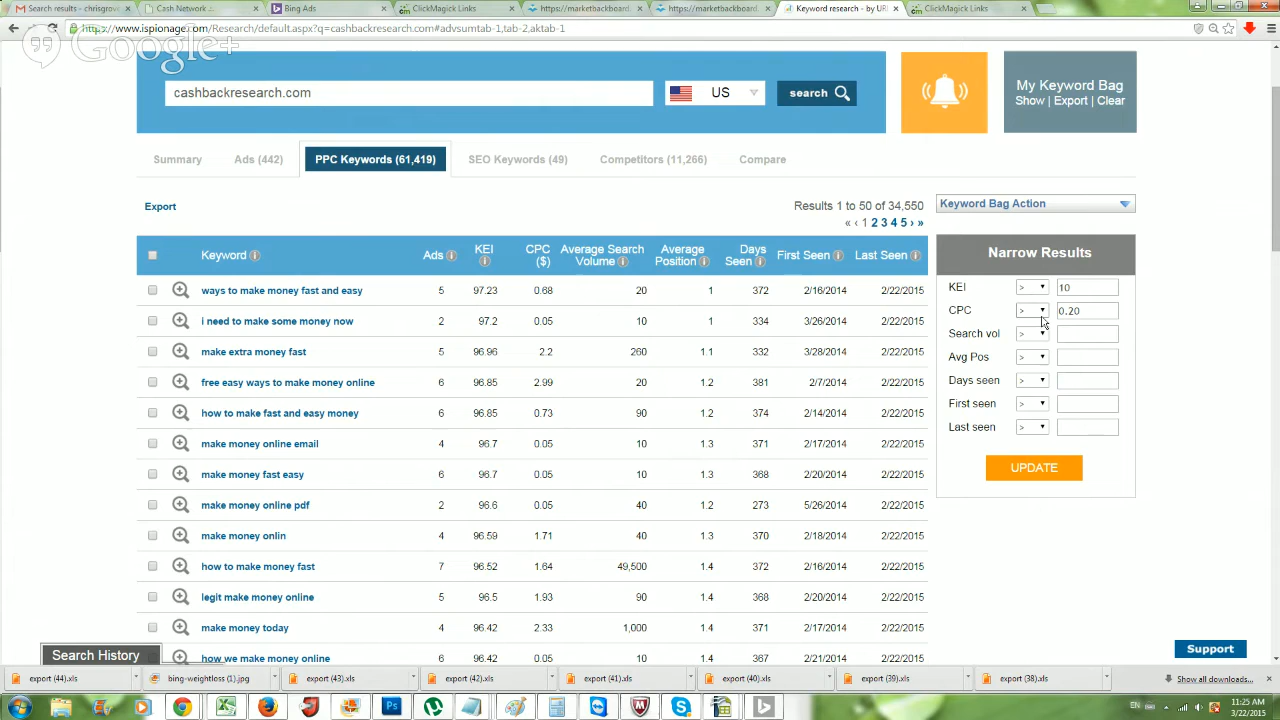 Search results - chrisgrov
Cash Network
Bing Ads
ClickMagick Links
https://marketbackboard.
https://marketbackboard.
Keyword research - by URL
ClickMagick Links
https://www.ispionage.com/Research/default.aspx?q=cashbackresearch.com#advsumtab-1,tab-2,aktab-1
Google+
cashbackresearch.com
US
search
My Keyword Bag
Show | Export | Clear
Summary
Ads (442)
PPC Keywords (61,419)
SEO Keywords (49)
Competitors (11,266)
Compare
Export
Results 1 to 50 of 34,550
« ‹ 1 2 3 4 5 › »
Keyword Bag Action
Keyword Ads KEI CPC ($) Average Search Volume Average Position Days Seen First Seen Last Seen
ways to make money fast and easy 5 97.23 0.68 20 1 372 2/16/2014 2/22/2015
i need to make some money now 2 97.2 0.05 10 1 334 3/26/2014 2/22/2015
make extra money fast 5 96.96 2.2 260 1.1 332 3/28/2014 2/22/2015
free easy ways to make money online 6 96.85 2.99 20 1.2 381 2/7/2014 2/22/2015
how to make fast and easy money 6 96.85 0.73 90 1.2 374 2/14/2014 2/22/2015
make money online email 4 96.7 0.05 10 1.3 371 2/17/2014 2/22/2015
make money fast easy 6 96.7 0.05 10 1.3 368 2/20/2014 2/22/2015
make money online pdf 2 96.6 0.05 40 1.2 273 5/26/2014 2/22/2015
make money onlin 4 96.59 1.71 40 1.3 370 2/18/2014 2/22/2015
how to make money fast 7 96.52 1.64 49,500 1.4 372 2/16/2014 2/22/2015
legit make money online 6 96.5 1.93 90 1.4 368 2/20/2014 2/22/2015
make money today 4 96.42 2.33 1,000 1.4 371 2/17/2014 2/22/2015
how we make money online 6 96.42 0.05 10 1.4 367 2/21/2014 2/22/2015
Narrow Results
KEI > 10
CPC > 0.20
Search vol >
Avg Pos >
Days seen >
First seen >
Last seen >
UPDATE
Search History
Support
export (44).xls
bing-weightless (1).jpg
export (43).xls
export (42).xls
export (41).xls
export (40).xls
export (39).xls
export (38).xls
Show all downloads...
Ps
EN
11:25 AM
3/22/2015